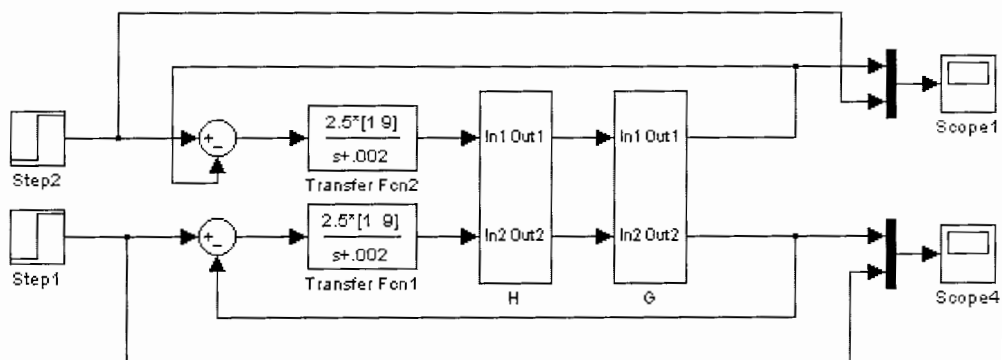 Scope1
Step2
+
-
2.5*[1 9]
s+.002
Transfer Fcn2
In1 Out1
In1 Out1
Step1
+
-
2.5*[1 9]
s+.002
Transfer Fcn1
In2 Out2
In2 Out2
H
G
Scope4